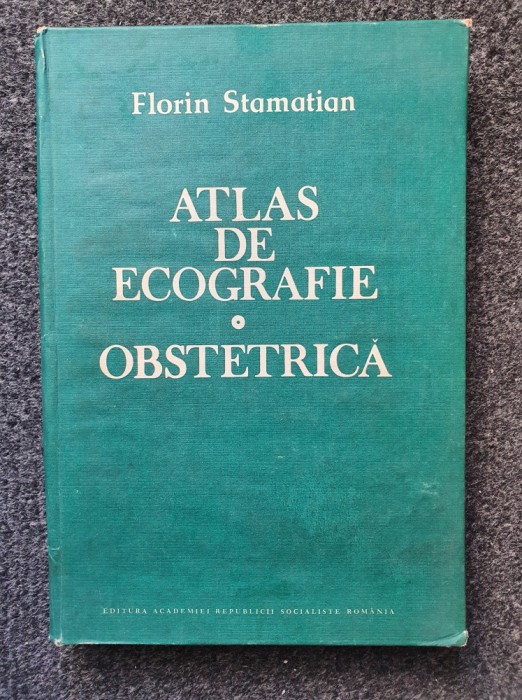 Florin Stamatian
ATLAS
DE
ECOGRAFIE
OBSTETRICĂ
EDITURA ACADEMIEI REPUBLICII SOCIALISTE ROMÂNIA